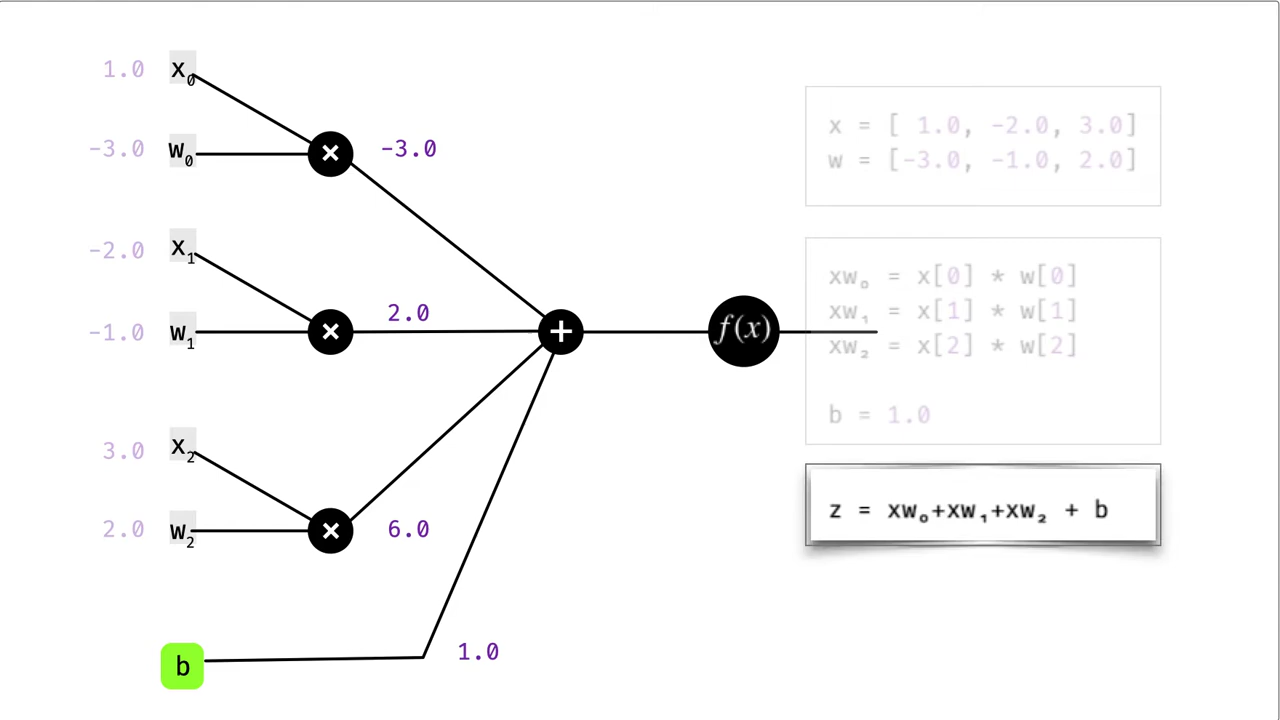 1.0 x₀
-3.0 w₀
× -3.0
-2.0 x₁
-1.0 w₁
× 2.0
3.0 x₂
2.0 w₂
× 6.0
b 1.0
+
f(x)
x = [ 1.0, -2.0, 3.0]
w = [-3.0, -1.0, 2.0]
xw₀ = x[0] * w[0]
xw₁ = x[1] * w[1]
xw₂ = x[2] * w[2]
b = 1.0
z = xw₀+xw₁+xw₂ + b